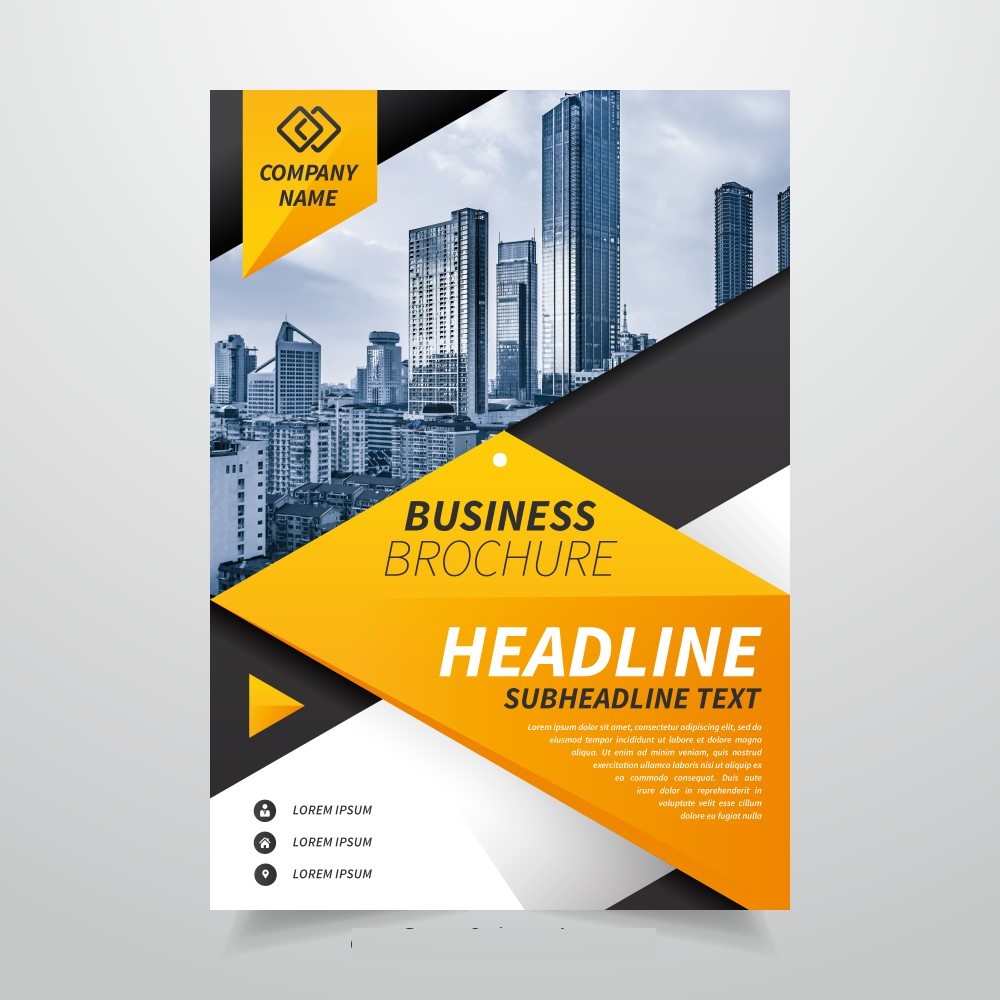 COMPANY
NAME
BUSINESS
BROCHURE
HEADLINE
SUBHEADLINE TEXT
Lorem ipsum dolor sit amet, consectetur adipiscing elit, sed do
eiusmod tempor incididunt ut labore et dolore magna
aliqua. Ut enim ad minim veniam, quis nostrud
exercitation ullamco laboris nisi ut aliquip ex
ea commodo consequat. Duis aute
irure dolor in reprehenderit in
voluptate velit esse cillum
dolore eu fugiat nulla
LOREM IPSUM
LOREM IPSUM
LOREM IPSUM